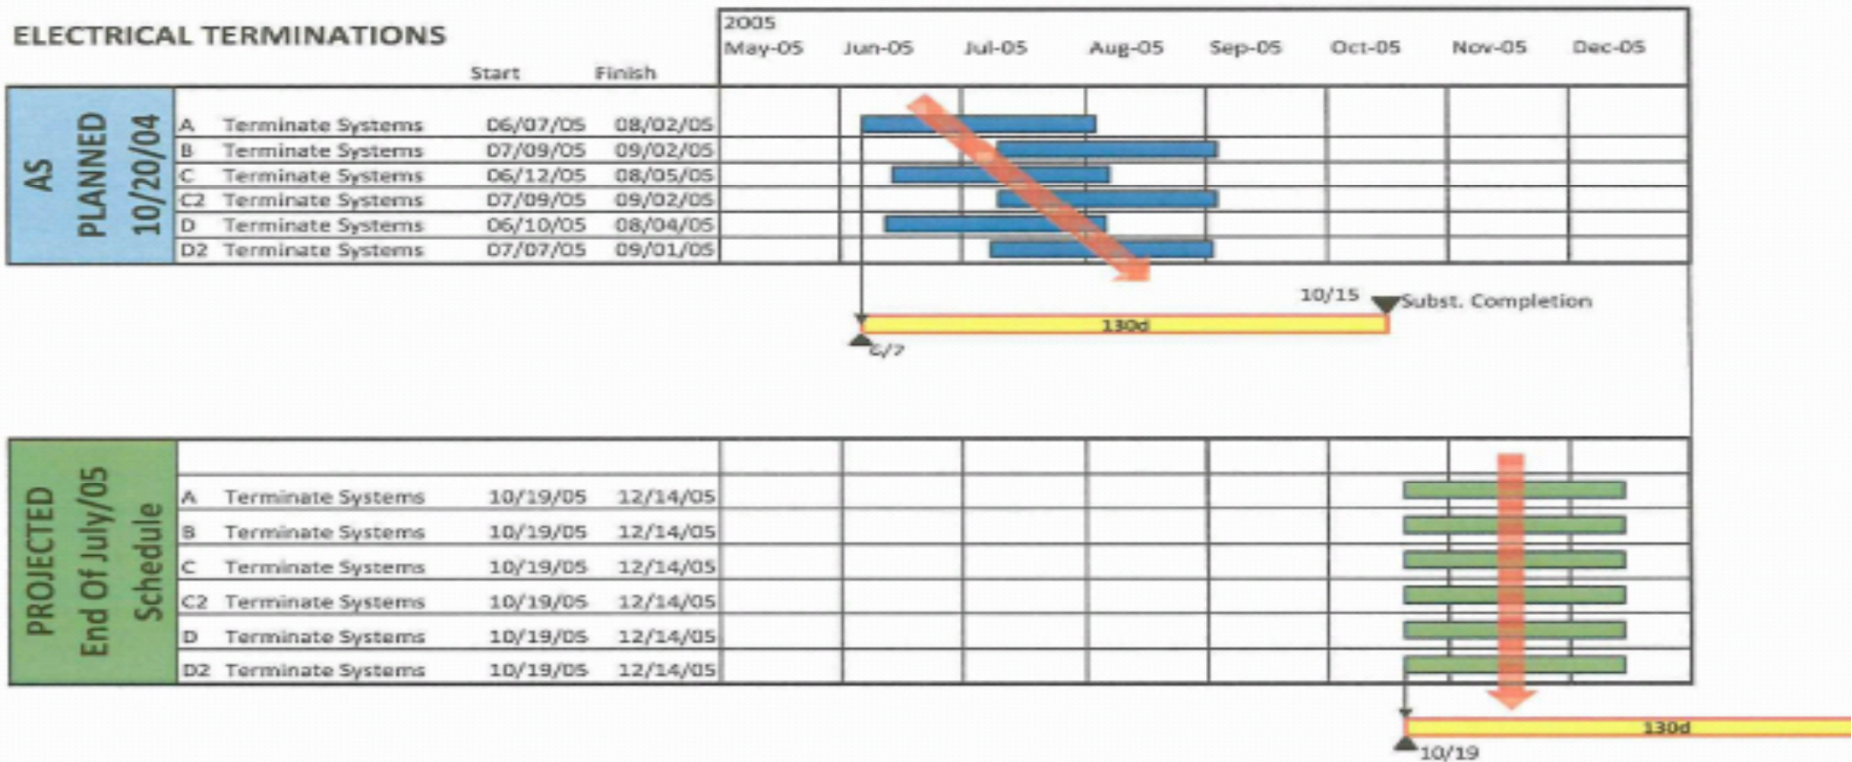 ELECTRICAL TERMINATIONS
Start Finish
2005
May-05 Jun-05 Jul-05 Aug-05 Sep-05 Oct-05 Nov-05 Dec-05
AS
PLANNED
10/20/04
A Terminate Systems 06/07/05 08/02/05
B Terminate Systems 07/09/05 09/02/05
C Terminate Systems 06/12/05 08/05/05
C2 Terminate Systems 07/09/05 09/02/05
D Terminate Systems 06/10/05 08/04/05
D2 Terminate Systems 07/07/05 09/01/05
10/15 Subst. Completion
130d
6/7
PROJECTED
End Of July/05
Schedule
A Terminate Systems 10/19/05 12/14/05
B Terminate Systems 10/19/05 12/14/05
C Terminate Systems 10/19/05 12/14/05
C2 Terminate Systems 10/19/05 12/14/05
D Terminate Systems 10/19/05 12/14/05
D2 Terminate Systems 10/19/05 12/14/05
130d
10/19